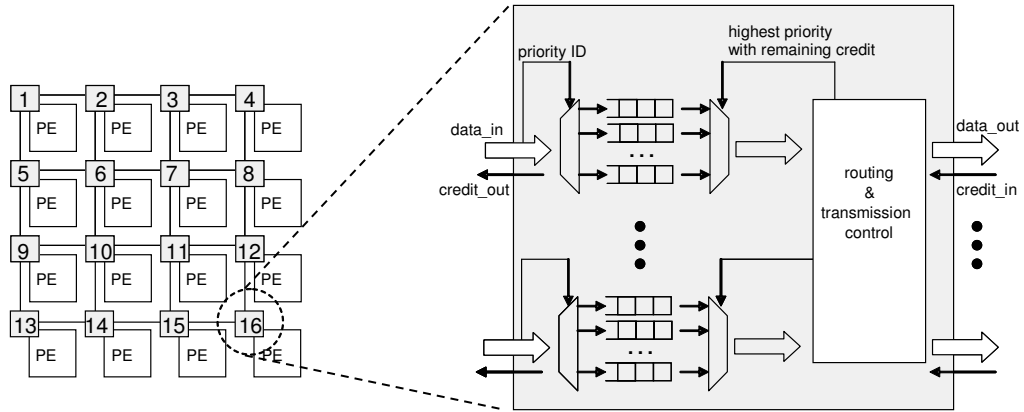 1 2 3 4
PE PE PE PE
5 6 7 8
PE PE PE PE
9 10 11 12
PE PE PE PE
13 14 15 16
PE PE PE PE
highest priority
with remaining credit
priority ID
data_in
credit_out
...
routing
&
transmission
control
data_out
credit_in
...